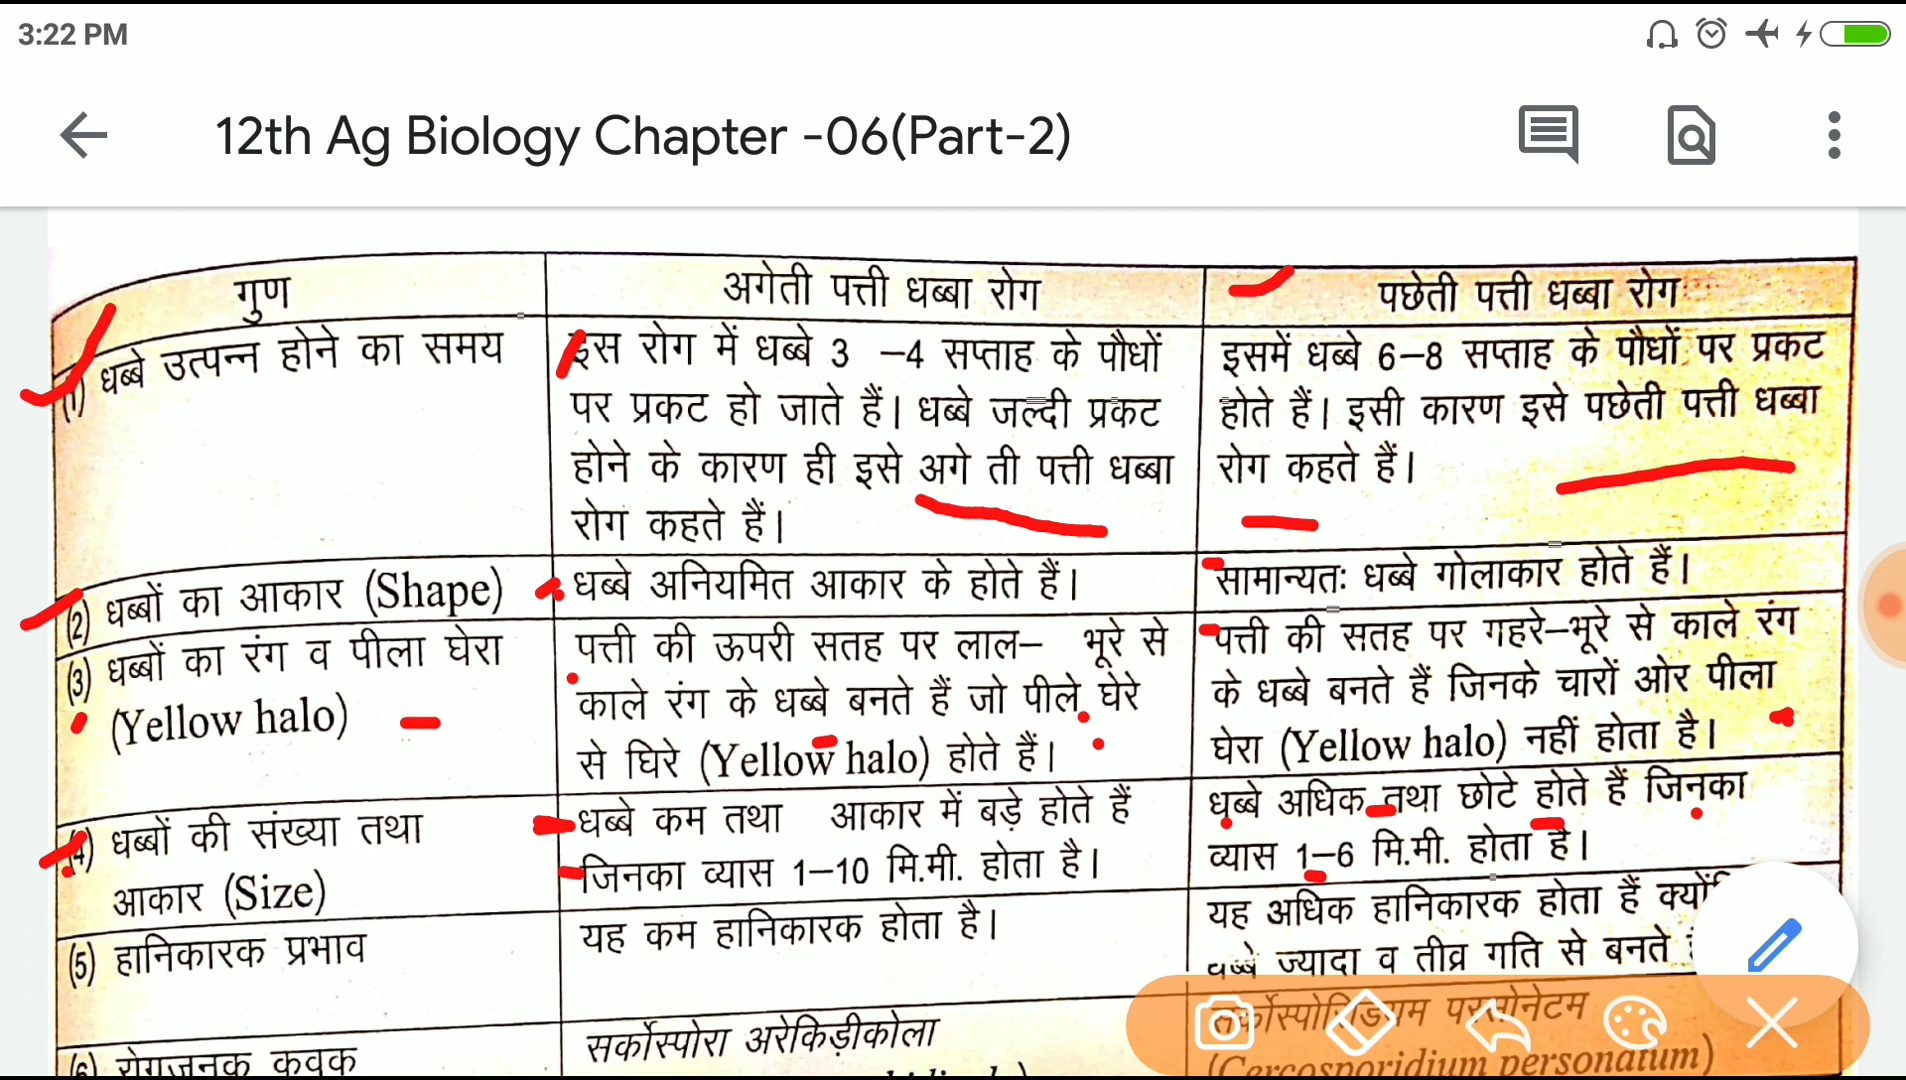 3:22 PM
12th Ag Biology Chapter -06(Part-2)
गुण
अगेती पत्ती धब्बा रोग
पछेती पत्ती धब्बा रोग
(1) धब्बे उत्पन्न होने का समय
इस रोग में धब्बे 3 –4 सप्ताह के पौधों
पर प्रकट हो जाते हैं। धब्बे जल्दी प्रकट
होने के कारण ही इसे अगे ती पत्ती धब्बा
रोग कहते हैं।
इसमें धब्बे 6–8 सप्ताह के पौधों पर प्रकट
होते हैं। इसी कारण इसे पछेती पत्ती धब्बा
रोग कहते हैं।
(2) धब्बों का आकार (Shape)
धब्बे अनियमित आकार के होते हैं।
सामान्यतः धब्बे गोलाकार होते हैं।
(3) धब्बों का रंग व पीला घेरा
(Yellow halo)
पत्ती की ऊपरी सतह पर लाल– भूरे से
काले रंग के धब्बे बनते हैं जो पीले घेरे
से घिरे (Yellow halo) होते हैं।
पत्ती की सतह पर गहरे–भूरे से काले रंग
के धब्बे बनते हैं जिनके चारों ओर पीला
घेरा (Yellow halo) नहीं होता है।
(4) धब्बों की संख्या तथा
आकार (Size)
धब्बे कम तथा आकार में बड़े होते हैं
जिनका व्यास 1–10 मि.मी. होता है।
धब्बे अधिक तथा छोटे होते हैं जिनका
व्यास 1–6 मि.मी. होता है।
(5) हानिकारक प्रभाव
यह कम हानिकारक होता है।
यह अधिक हानिकारक होता हैं
धब्बे ज्यादा व तीव्र गति से बनते
(6) रोगजनक कवक
सर्कोस्पोरा अरेकिड़ीकोला
(Cercosporidium personatum)